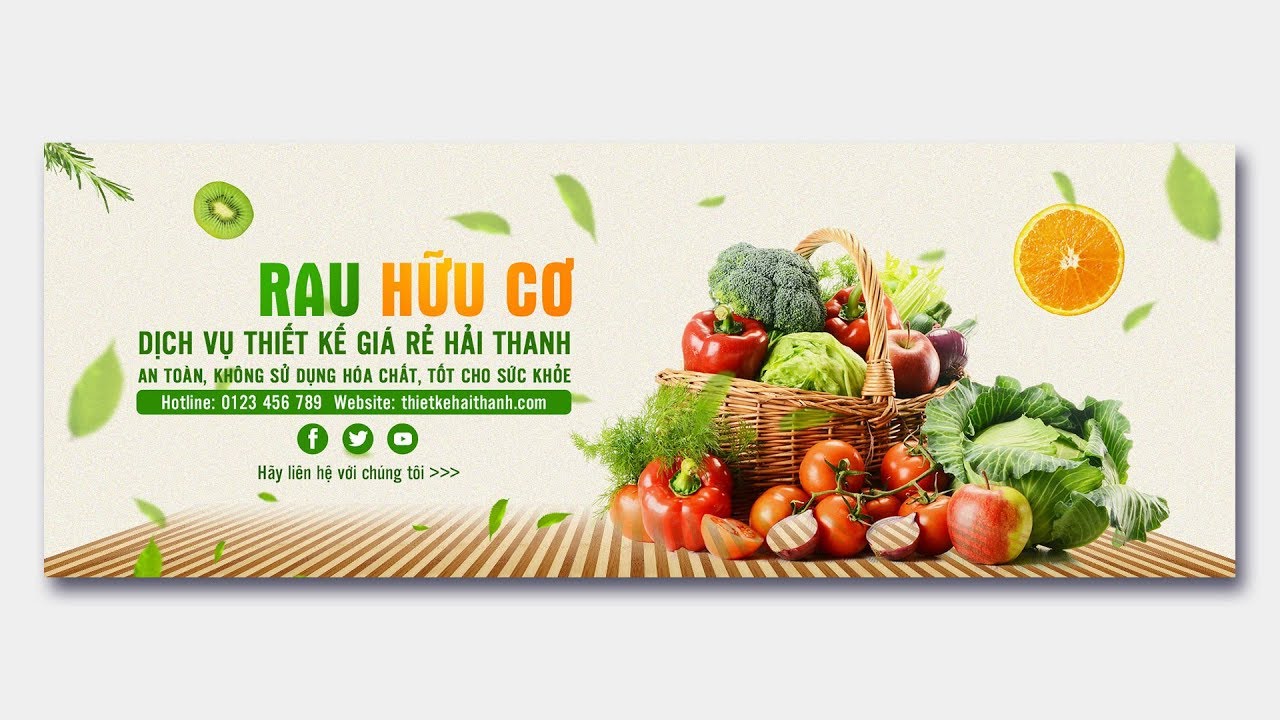 RAU HỮU CƠ
DỊCH VỤ THIẾT KẾ GIÁ RẺ HẢI THANH
AN TOÀN, KHÔNG SỬ DỤNG HÓA CHẤT, TỐT CHO SỨC KHỎE
Hotline: 0123 456 789 Website: thietkehaithanh.com
Hãy liên hệ với chúng tôi >>>